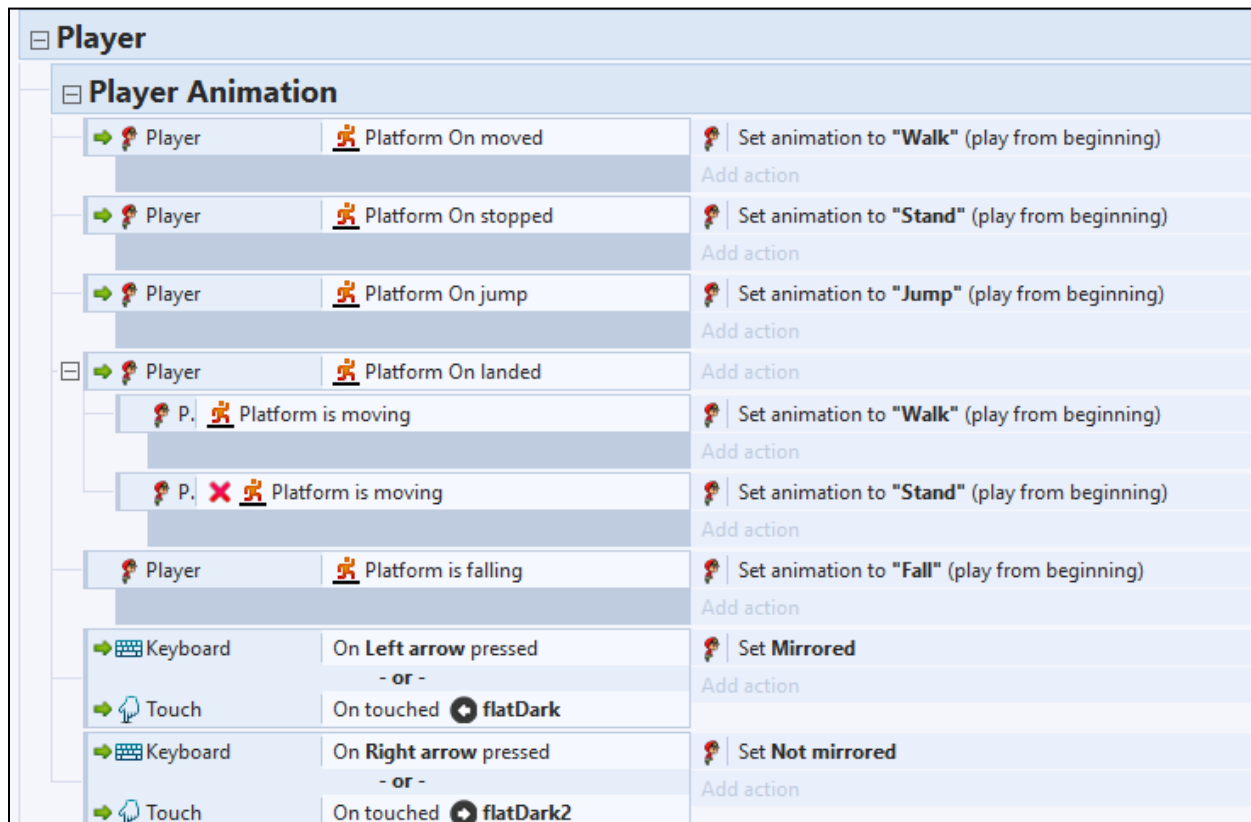 Player
Player Animation
Player Platform On moved Set animation to "Walk" (play from beginning)
Add action
Player Platform On stopped Set animation to "Stand" (play from beginning)
Add action
Player Platform On jump Set animation to "Jump" (play from beginning)
Add action
Player Platform On landed Add action
P. Platform is moving Set animation to "Walk" (play from beginning)
Add action
P. Platform is moving Set animation to "Stand" (play from beginning)
Add action
Player Platform is falling Set animation to "Fall" (play from beginning)
Add action
Keyboard On Left arrow pressed Set Mirrored
- or -
Add action
Touch On touched flatDark
Keyboard On Right arrow pressed Set Not mirrored
- or -
Add action
Touch On touched flatDark2